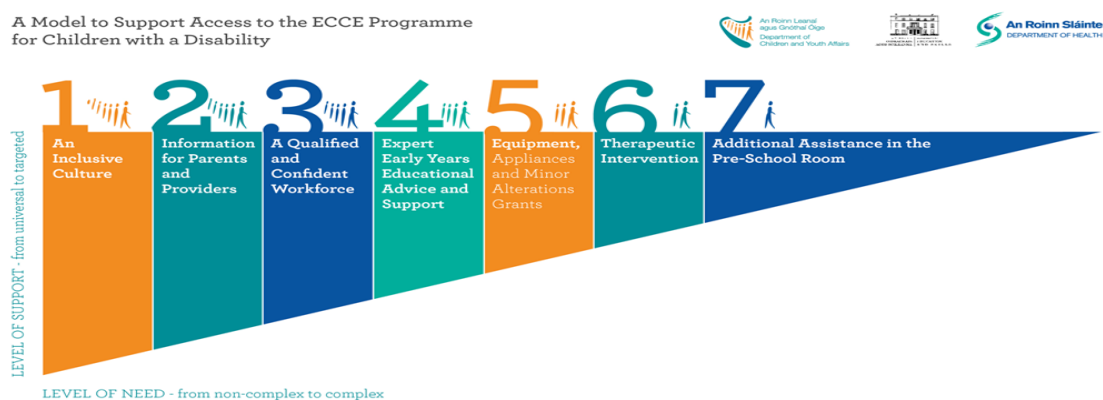 A Model to Support Access to the ECCE Programme
for Children with a Disability
An Roinn Leanaí
agus Gnóthaí Óige
Department of
Children and Youth Affairs
An Roinn Sláinte
DEPARTMENT OF HEALTH
1
An
Inclusive
Culture
2
Information
for Parents
and
Providers
3
A Qualified
and
Confident
Workforce
4
Expert
Early Years
Educational
Advice and
Support
5
Equipment,
Appliances
and Minor
Alterations
Grants
6
Therapeutic
Intervention
7
Additional Assistance in the
Pre-School Room
LEVEL OF SUPPORT - from universal to targeted
LEVEL OF NEED - from non-complex to complex